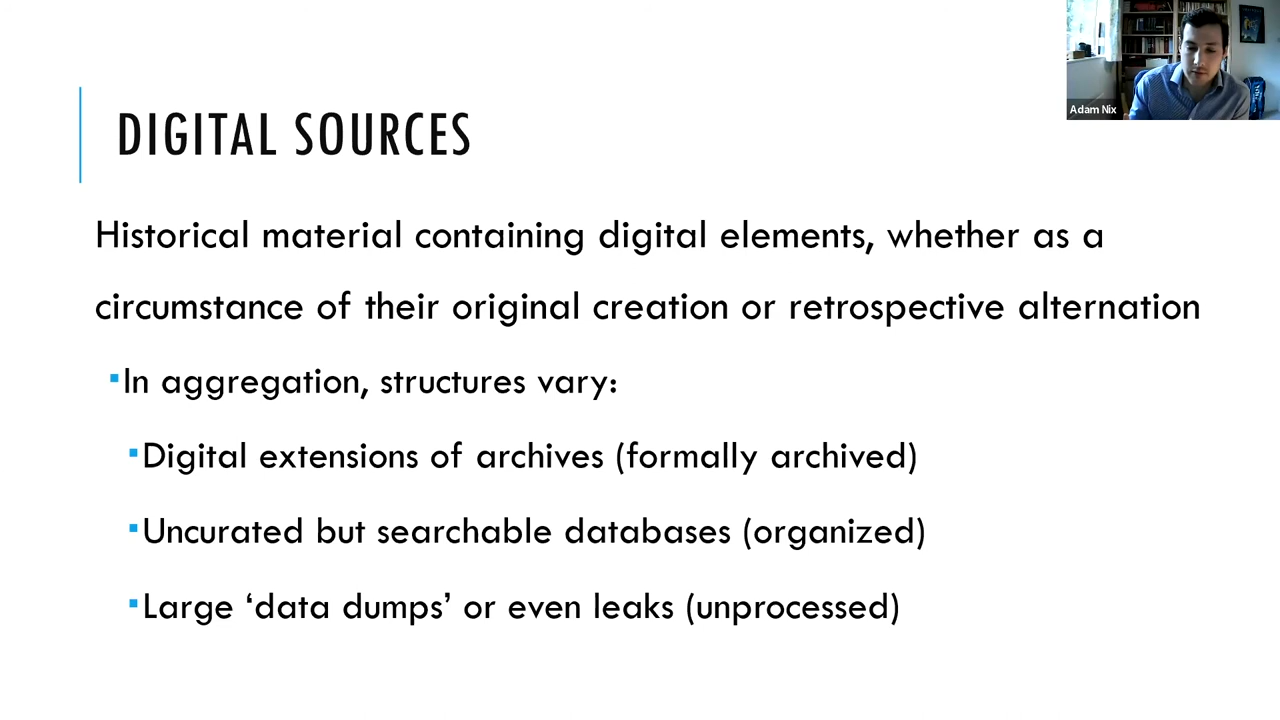 Adam Nix
DIGITAL SOURCES
Historical material containing digital elements, whether as a
circumstance of their original creation or retrospective alternation
▪In aggregation, structures vary:
▪Digital extensions of archives (formally archived)
▪Uncurated but searchable databases (organized)
▪Large ‘data dumps’ or even leaks (unprocessed)